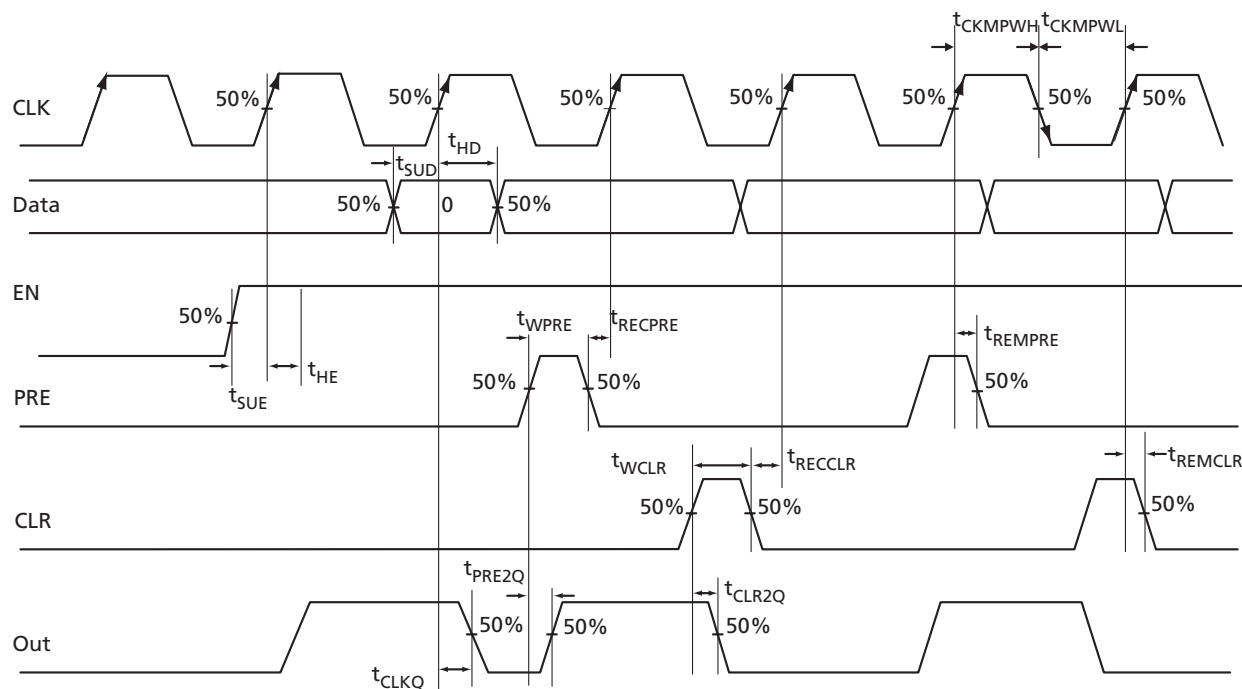 tCKMPWH tCKMPWL
CLK 50% 50% 50% 50% 50% 50% 50%
tSUD tHD
Data 50% 0 50%
EN
50% tWPRE tRECPRE tREMPRE
tSUE tHE
PRE 50% 50% 50%
tWCLR tRECCLR tREMCLR
CLR 50% 50% 50%
tPRE2Q tCLR2Q
Out 50% 50% 50%
tCLKQ